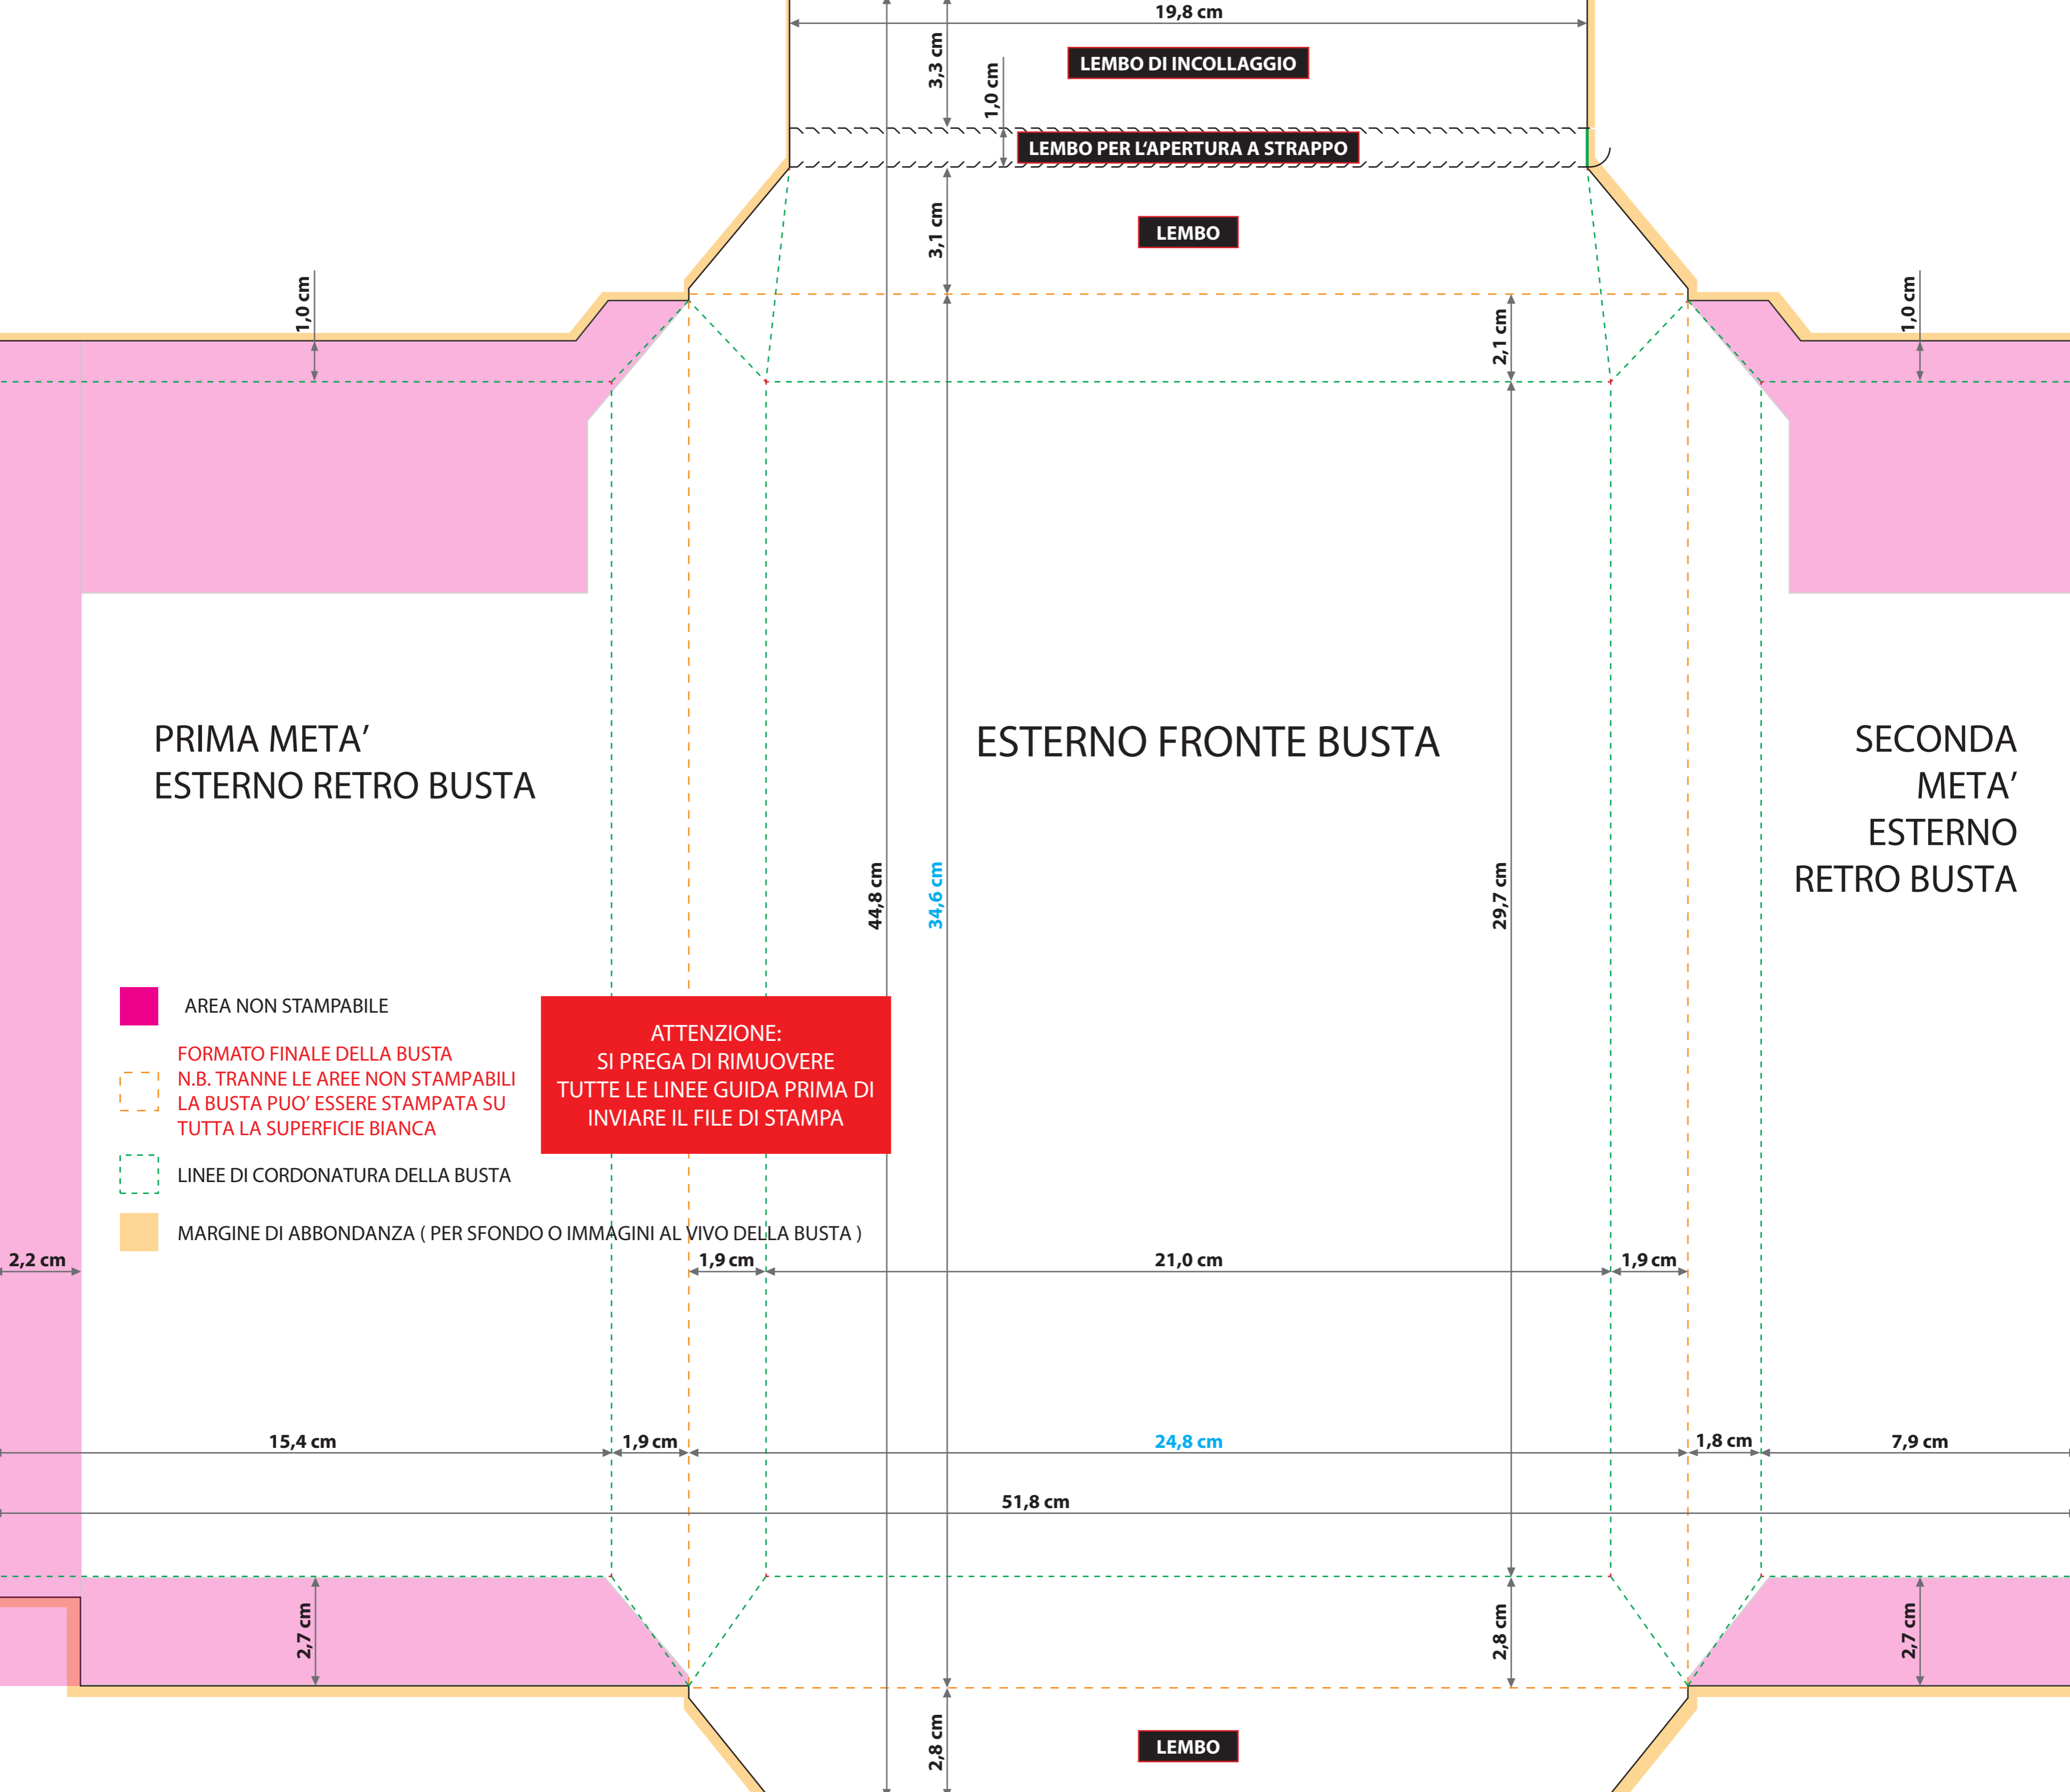 19,8 cm
3,3 cm
LEMBO DI INCOLLAGGIO
1,0 cm
LEMBO PER L'APERTURA A STRAPPO
3,1 cm
LEMBO
1,0 cm
1,0 cm
2,1 cm
PRIMA META'
ESTERNO RETRO BUSTA
ESTERNO FRONTE BUSTA
SECONDA
META'
ESTERNO
RETRO BUSTA
44,8 cm
34,6 cm
29,7 cm
AREA NON STAMPABILE
FORMATO FINALE DELLA BUSTA
N.B. TRANNE LE AREE NON STAMPABILI
LA BUSTA PUO' ESSERE STAMPATA SU
TUTTA LA SUPERFICIE BIANCA
LINEE DI CORDONATURA DELLA BUSTA
MARGINE DI ABBONDANZA ( PER SFONDO O IMMAGINI AL VIVO DELLA BUSTA )
ATTENZIONE:
SI PREGA DI RIMUOVERE
TUTTE LE LINEE GUIDA PRIMA DI
INVIARE IL FILE DI STAMPA
2,2 cm
1,9 cm
21,0 cm
1,9 cm
15,4 cm
1,9 cm
24,8 cm
1,8 cm
7,9 cm
51,8 cm
2,7 cm
2,8 cm
2,7 cm
2,8 cm
LEMBO